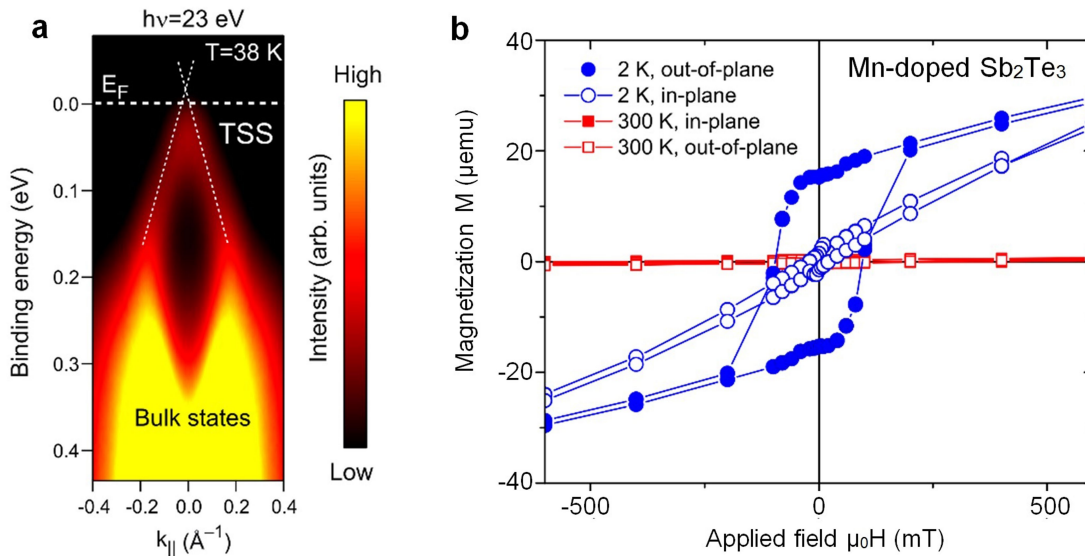 a
hν=23 eV
T=38 K
E_F
TSS
Bulk states
Binding energy (eV)
0.0
0.1
0.2
0.3
0.4
-0.4
-0.2
0.0
0.2
0.4
k_|| (Å⁻¹)
High
Intensity (arb. units)
Low
b
Mn-doped Sb₂Te₃
2 K, out-of-plane
2 K, in-plane
300 K, in-plane
300 K, out-of-plane
Magnetization M (µemu)
40
20
0
-20
-40
-500
0
500
Applied field µ₀H (mT)